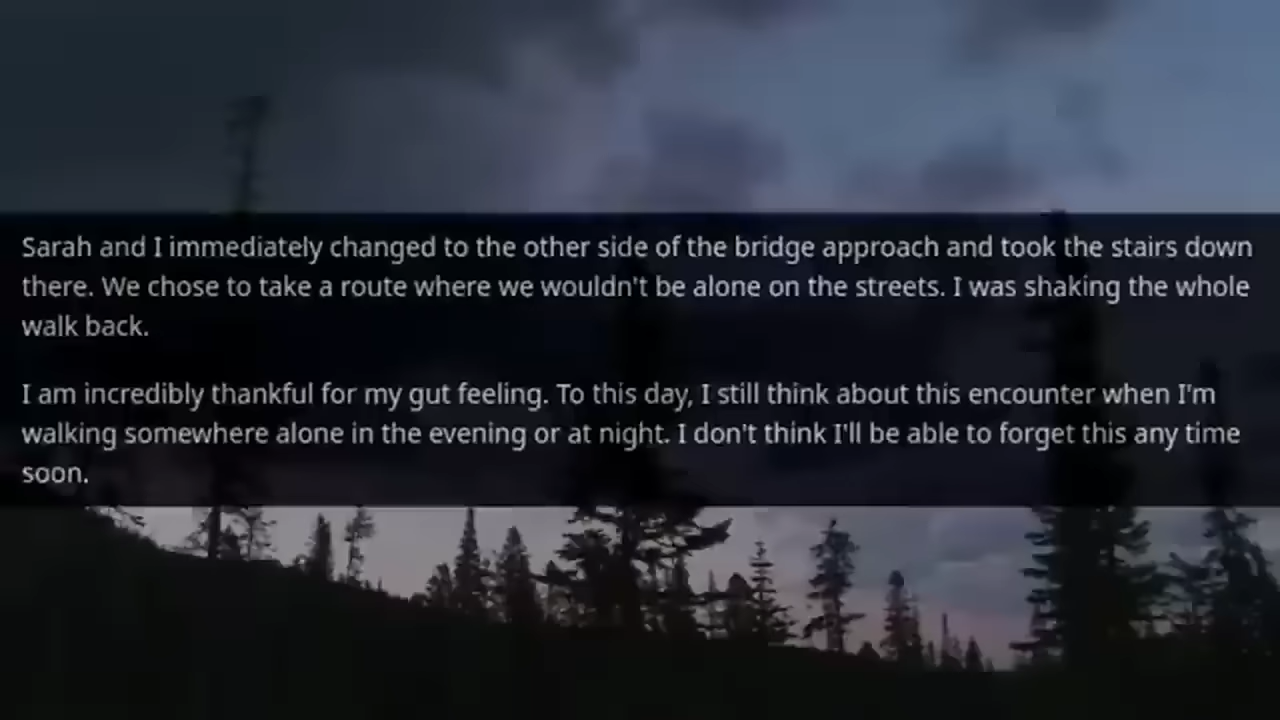 Sarah and I immediately changed to the other side of the bridge approach and took the stairs down
there. We chose to take a route where we wouldn't be alone on the streets. I was shaking the whole
walk back.
I am incredibly thankful for my gut feeling. To this day, I still think about this encounter when I'm
walking somewhere alone in the evening or at night. I don't think I'll be able to forget this any time
soon.